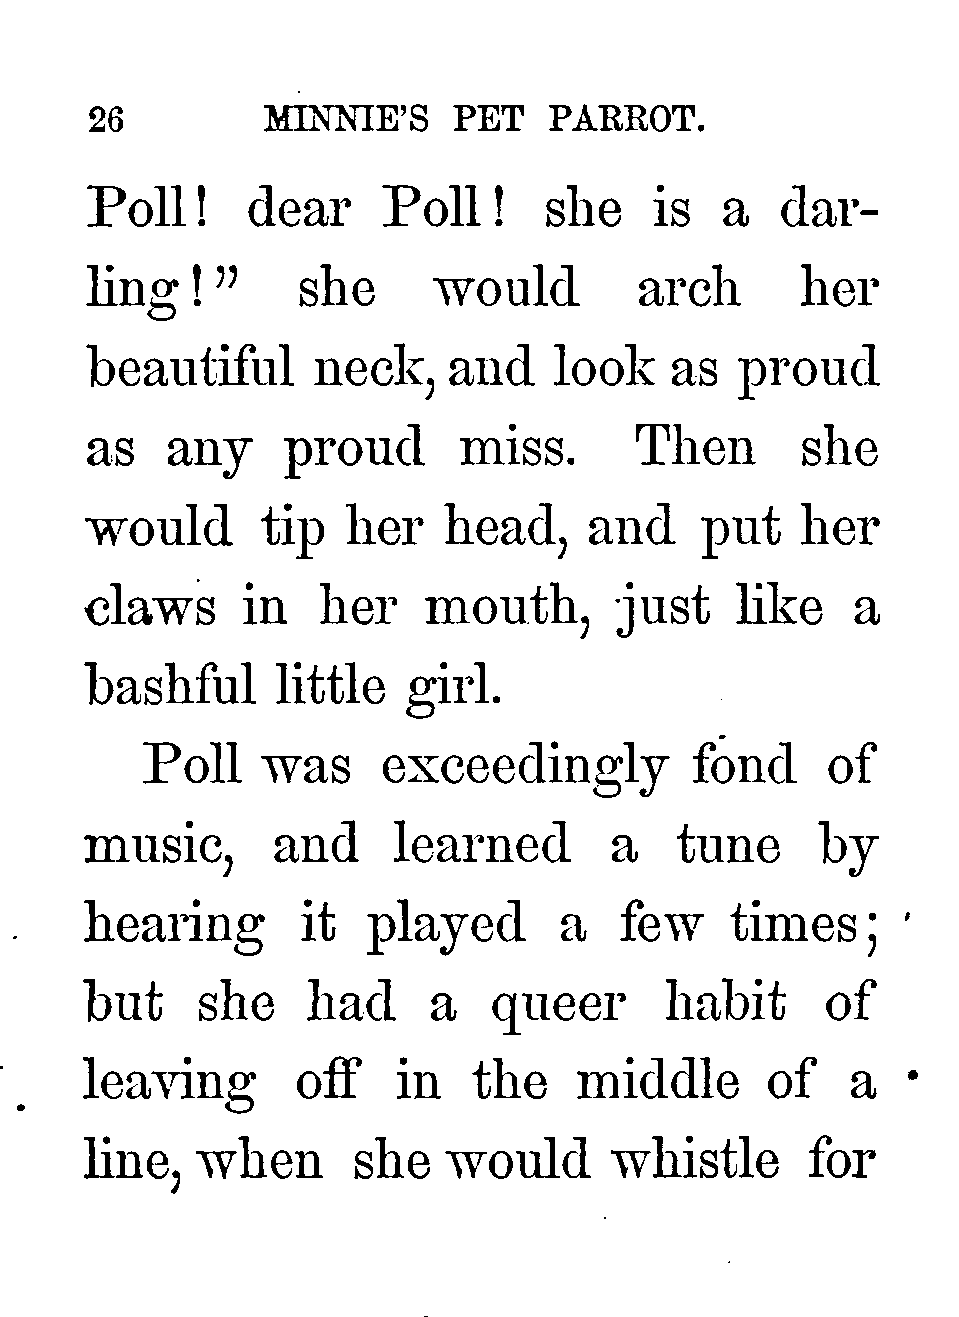 26 MINNIE'S PET PARROT.
Poll! dear Poll! she is a dar-
ling!" she would arch her
beautiful neck, and look as proud
as any proud miss. Then she
would tip her head, and put her
claws in her mouth, just like a
bashful little girl.
Poll was exceedingly fond of
music, and learned a tune by
hearing it played a few times;
but she had a queer habit of
leaving off in the middle of a
line, when she would whistle for